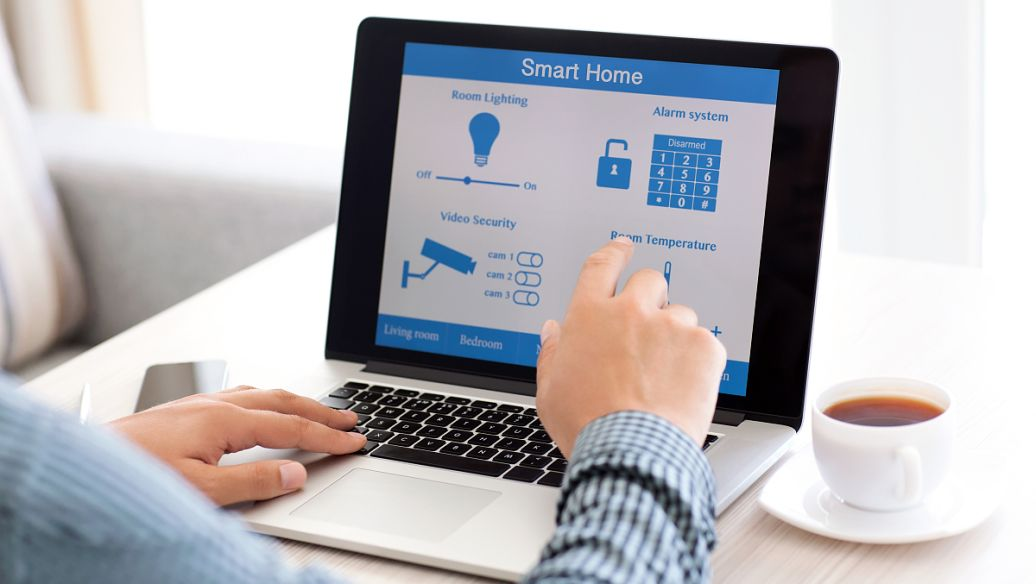 Smart Home
Room Lighting
Off
On
Alarm system
Disarmed
1 2 3
4 5 6
7 8 9
* 0 #
Video Security
cam 1
cam 2
cam 3
Room Temperature
+
Living room
Bedroom